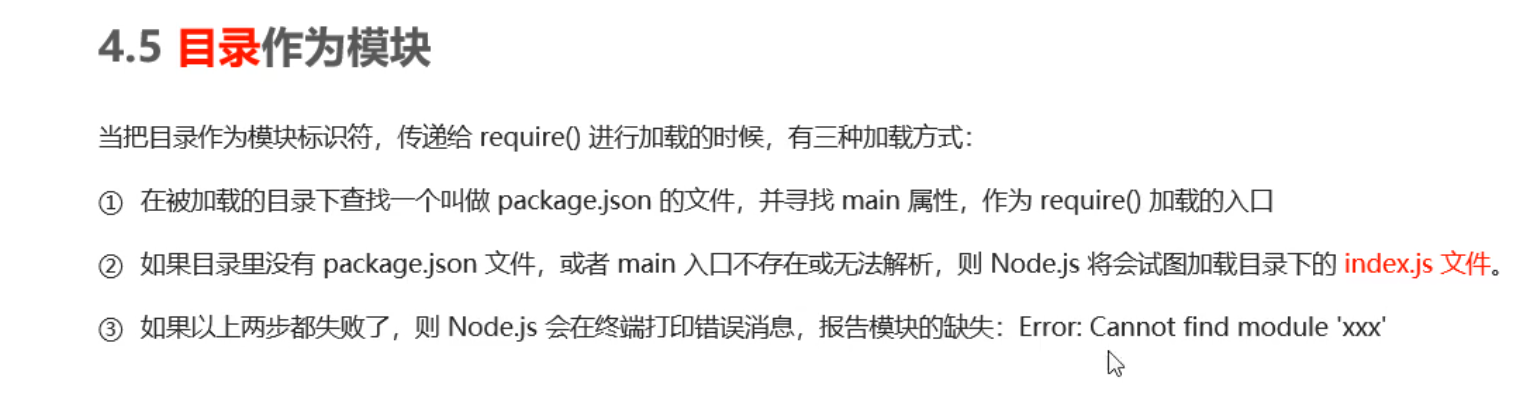 4.5 目录作为模块
当把目录作为模块标识符，传递给 require() 进行加载的时候，有三种加载方式：
① 在被加载的目录下查找一个叫做 package.json 的文件，并寻找 main 属性，作为 require() 加载的入口
② 如果目录里没有 package.json 文件，或者 main 入口不存在或无法解析，则 Node.js 将会试图加载目录下的 index.js 文件。
③ 如果以上两步都失败了，则 Node.js 会在终端打印错误消息，报告模块的缺失：Error: Cannot find module 'xxx'